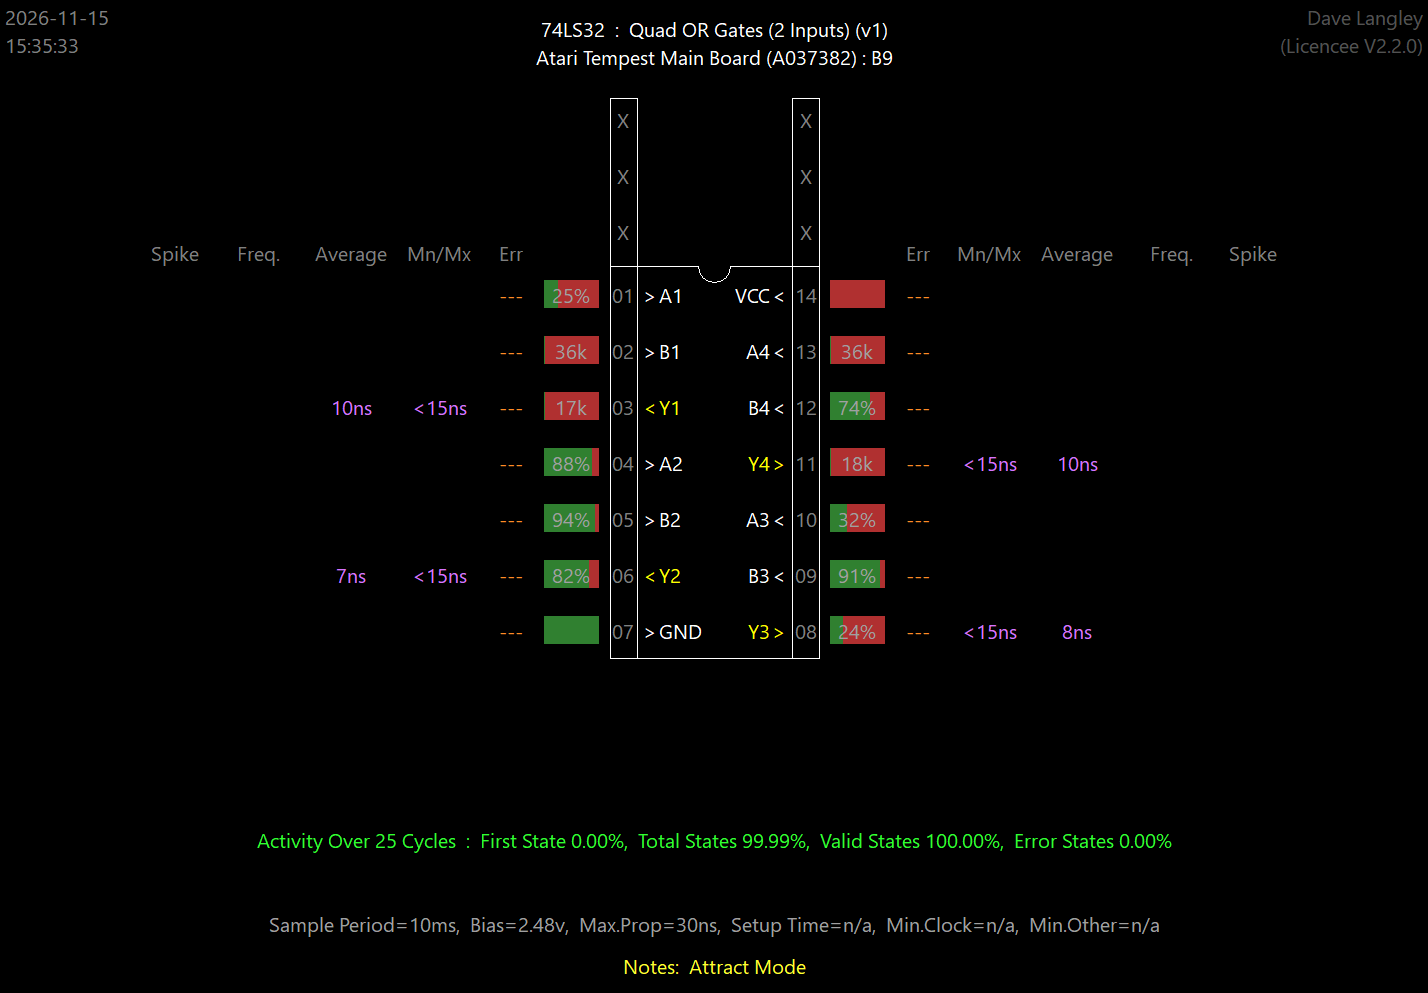 2026-11-15
15:35:33
74LS32 : Quad OR Gates (2 Inputs) (v1)
Atari Tempest Main Board (A037382) : B9
Dave Langley
(Licencee V2.2.0)
X X
X X
X X
Spike Freq. Average Mn/Mx Err Err Mn/Mx Average Freq. Spike
--- 25% 01 >A1 VCC< 14 ---
--- 36k 02 >B1 A4< 13 36k ---
10ns <15ns --- 17k 03 <Y1 B4< 12 74% ---
--- 88% 04 >A2 Y4> 11 18k --- <15ns 10ns
--- 94% 05 >B2 A3< 10 32% ---
7ns <15ns --- 82% 06 <Y2 B3< 09 91% ---
--- 07 >GND Y3> 08 24% --- <15ns 8ns
Activity Over 25 Cycles : First State 0.00%, Total States 99.99%, Valid States 100.00%, Error States 0.00%
Sample Period=10ms, Bias=2.48v, Max.Prop=30ns, Setup Time=n/a, Min.Clock=n/a, Min.Other=n/a
Notes: Attract Mode